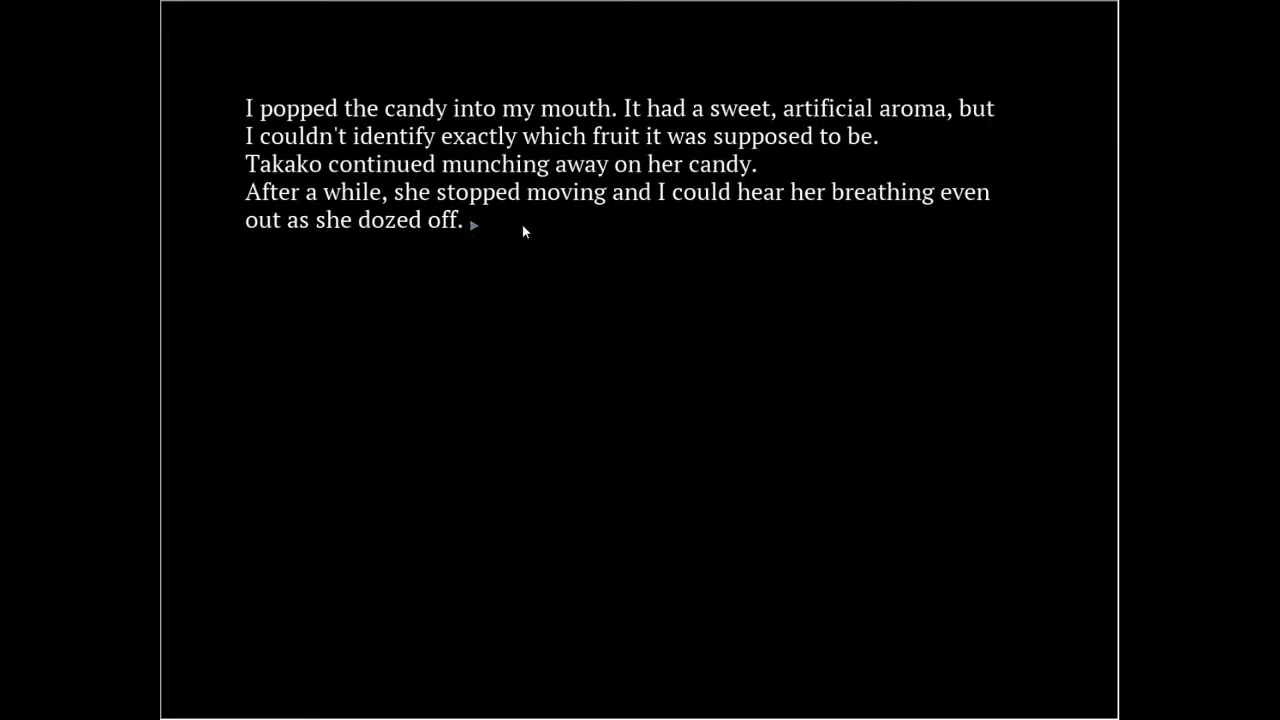 I popped the candy into my mouth. It had a sweet, artificial aroma, but
I couldn't identify exactly which fruit it was supposed to be.
Takako continued munching away on her candy.
After a while, she stopped moving and I could hear her breathing even
out as she dozed off.